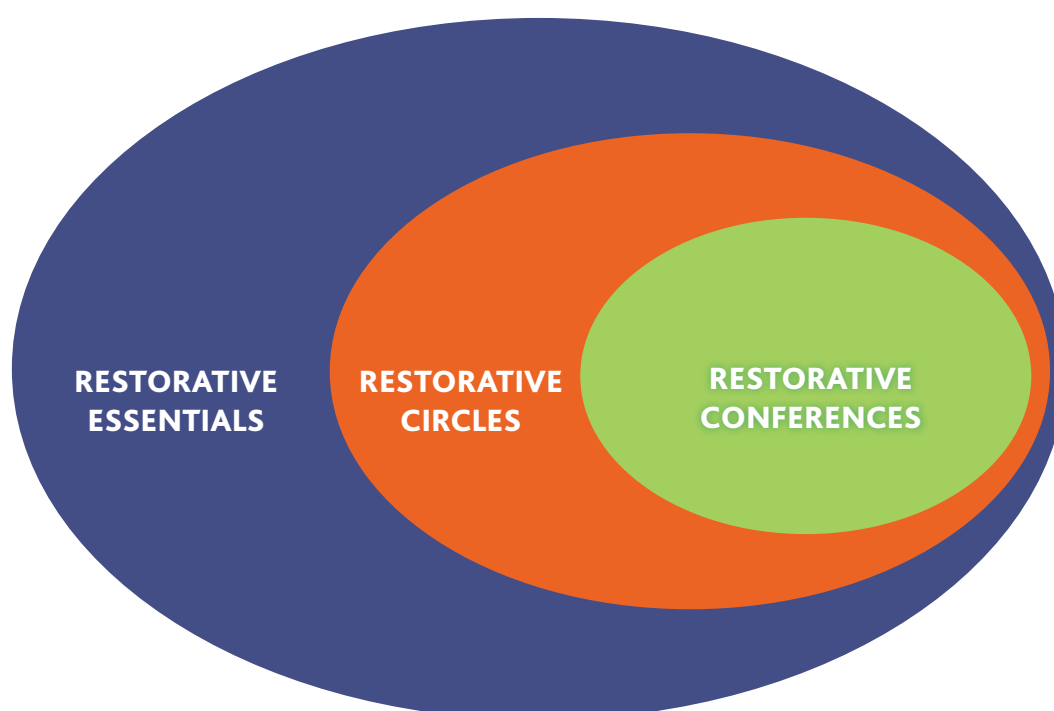 RESTORATIVE
ESSENTIALS
RESTORATIVE
CIRCLES
RESTORATIVE
CONFERENCES